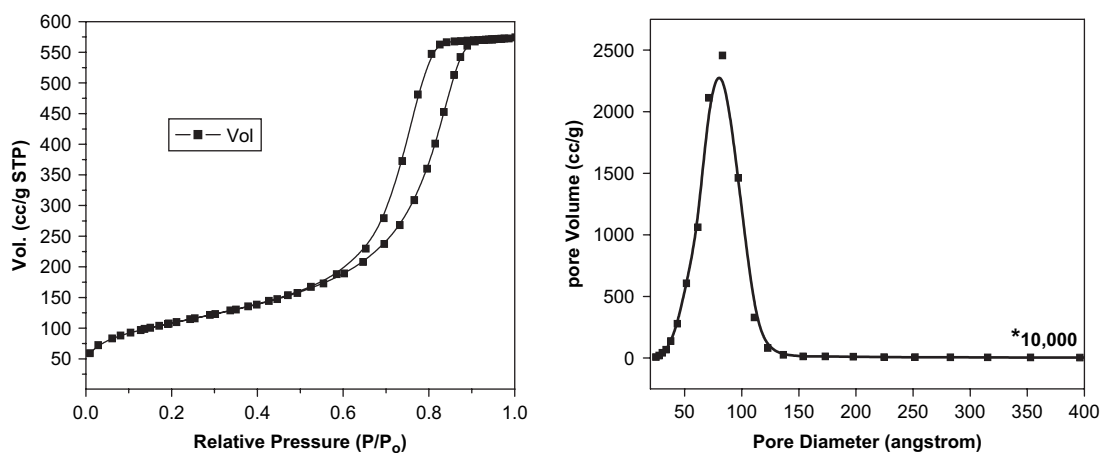 600
550
500
450
400
350
300
250
200
150
100
50
Vol. (cc/g STP)
Vol
0.0 0.2 0.4 0.6 0.8 1.0
Relative Pressure (P/Po)
2500
2000
1500
1000
500
0
pore Volume (cc/g)
*10,000
50 100 150 200 250 300 350 400
Pore Diameter (angstrom)